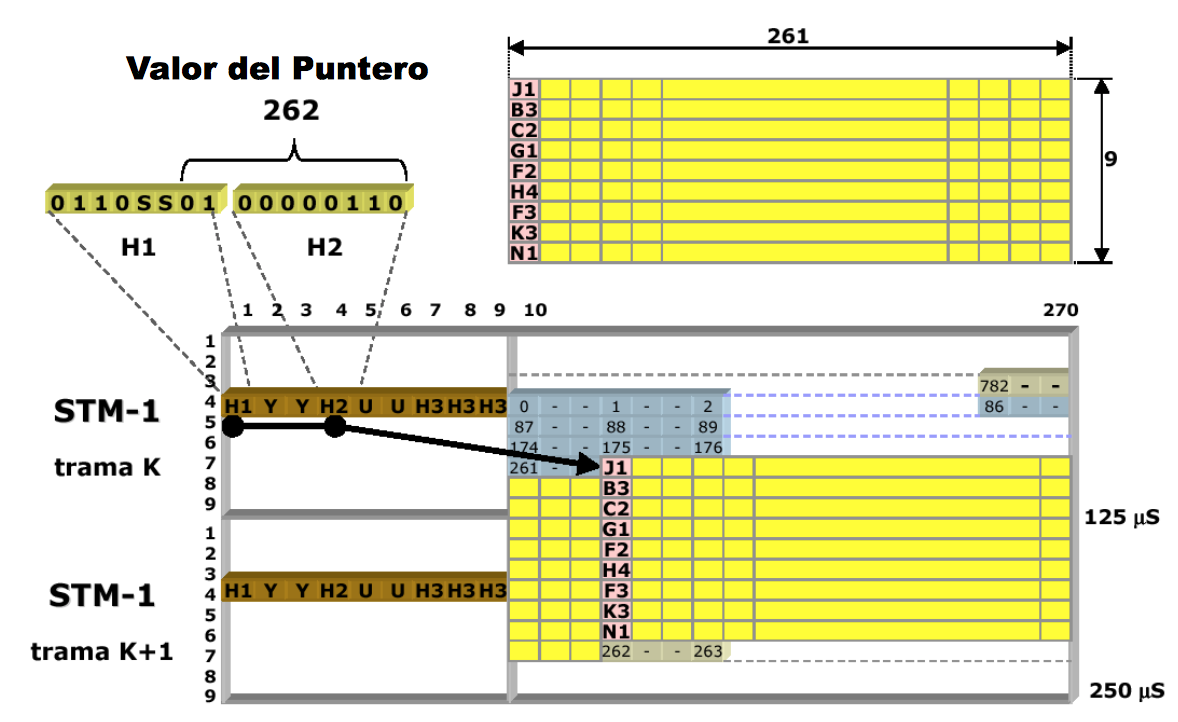 261
Valor del Puntero
262
J1
B3
C2
G1
F2
H4
F3
K3
N1
9
0 1 1 0 S S 0 1 0 0 0 0 0 1 1 0
H1 H2
1 2 3 4 5 6 7 8 9 10 270
1
2
3 782 - -
4 H1 Y Y H2 U U H3 H3 H3 0 - - 1 - - 2 86 - -
STM-1
5 87 - - 88 - - 89
6 174 - - 175 - - 176
trama K
7 261 - - J1
8 B3
9 C2
125 µS
1 G1
2 F2
3 H4
4 H1 Y Y H2 U U H3 H3 H3 F3
STM-1
5 K3
6 N1
trama K+1
7 262 - - 263
8
9
250 µS